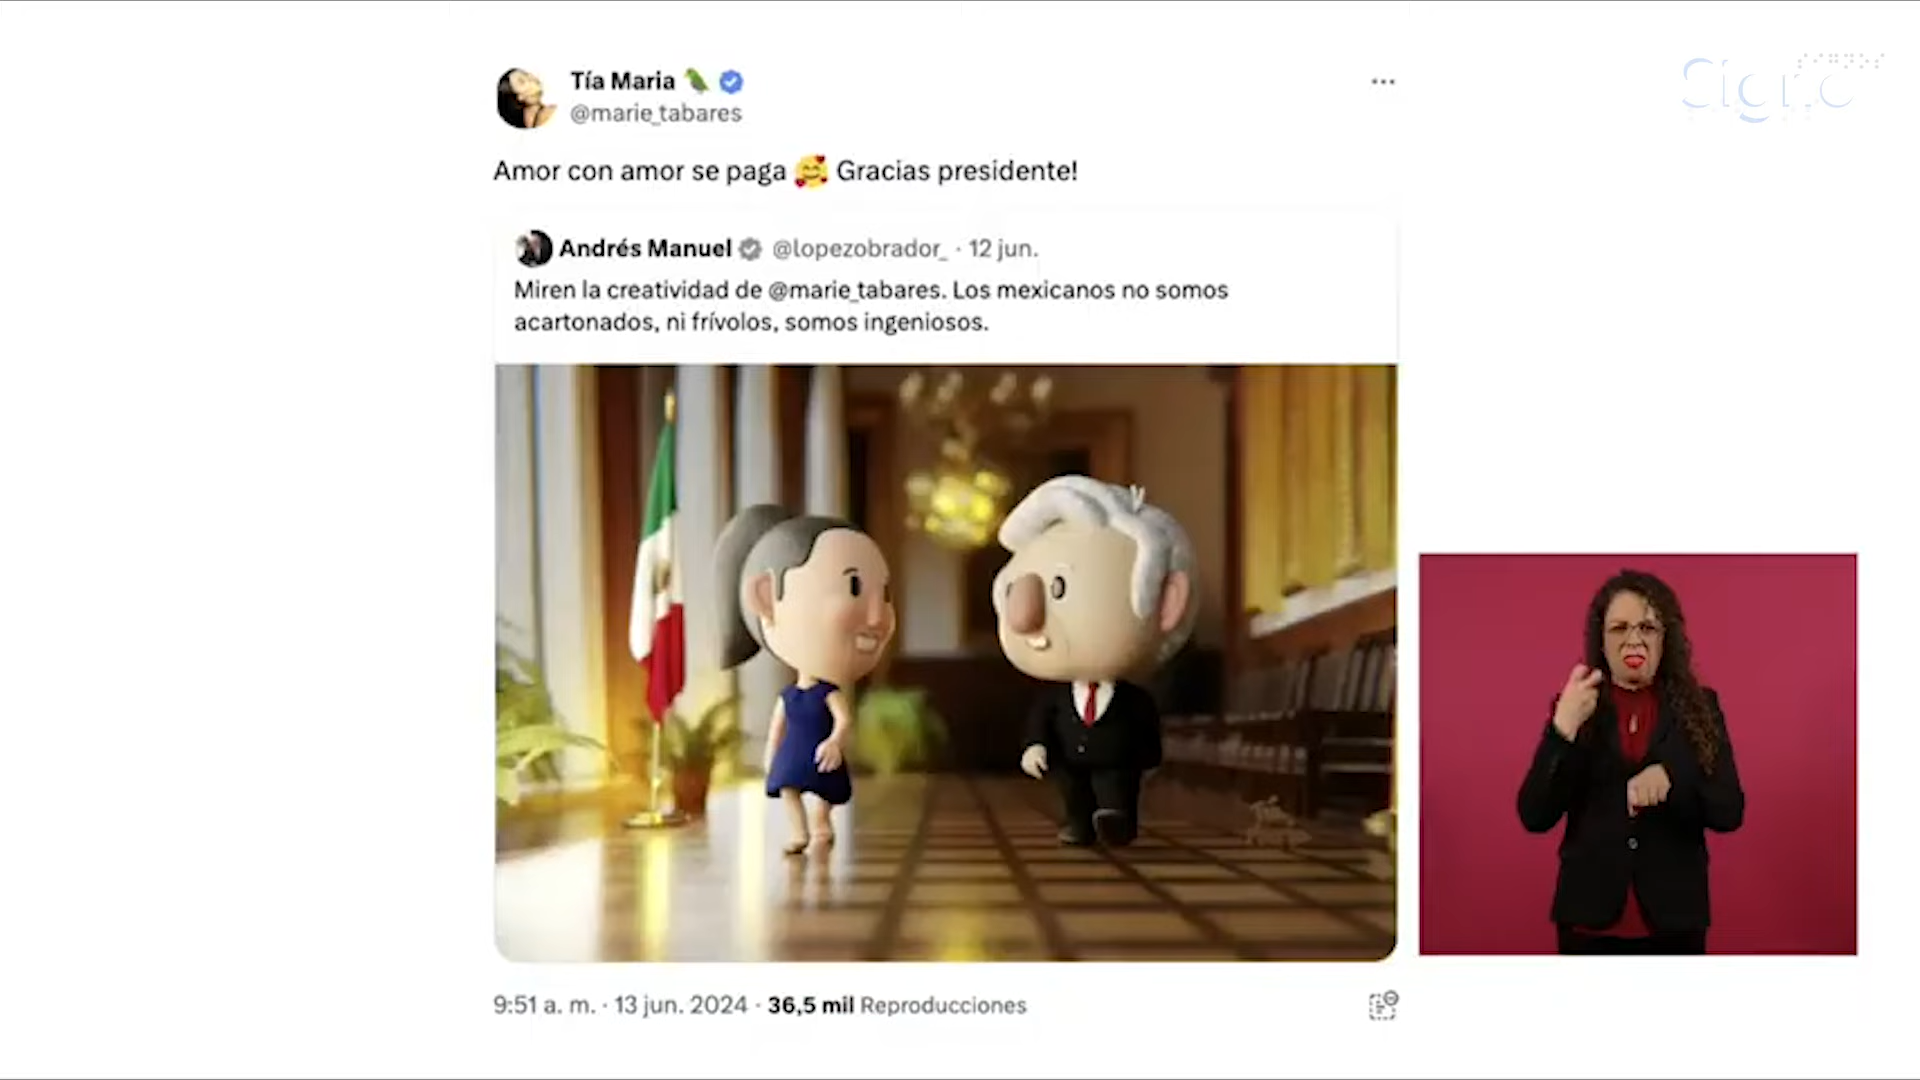 Signo
Tía Maria
@marie_tabares
Amor con amor se paga 🥰 Gracias presidente!
Andrés Manuel @lopezobrador_ · 12 jun.
Miren la creatividad de @marie_tabares. Los mexicanos no somos
acartonados, ni frívolos, somos ingeniosos.
9:51 a. m. · 13 jun. 2024 · 36,5 mil Reproducciones